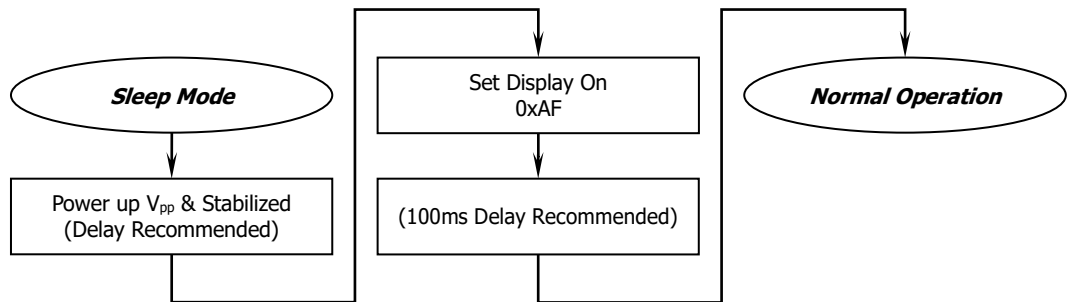 Sleep Mode
Power up Vpp & Stabilized
(Delay Recommended)
Set Display On
0xAF
(100ms Delay Recommended)
Normal Operation